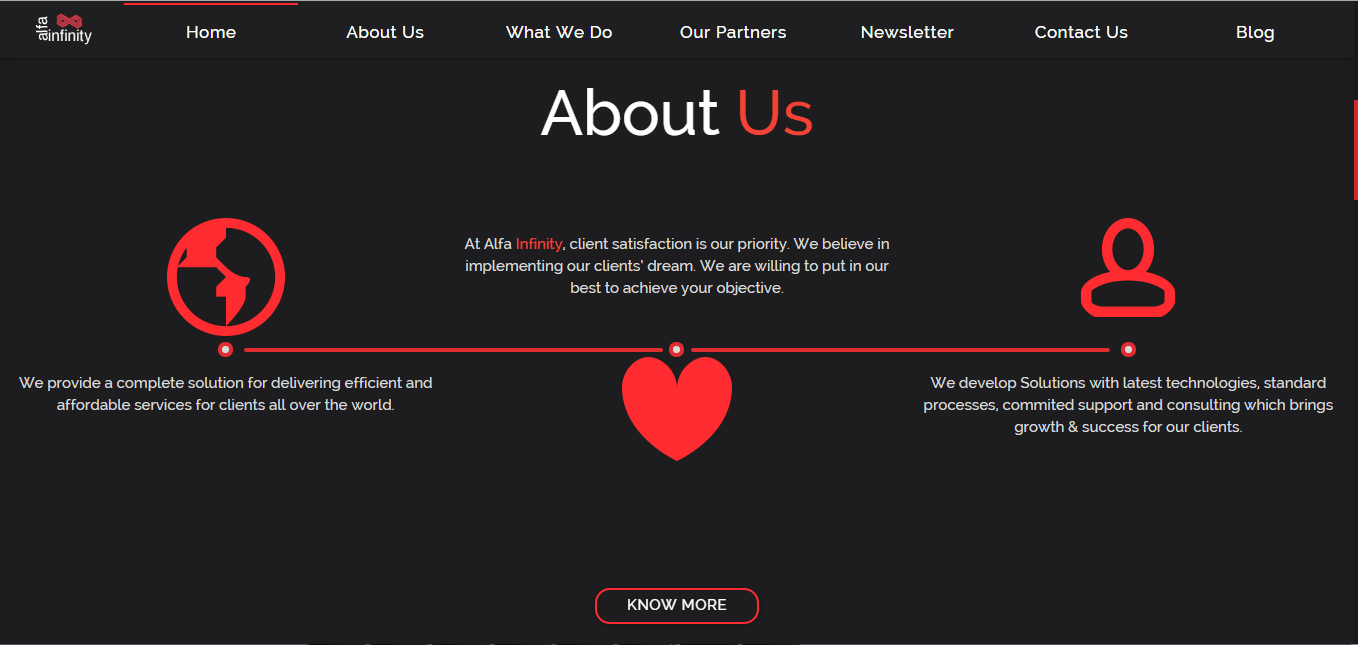 alfa
infinity
Home
About Us
What We Do
Our Partners
Newsletter
Contact Us
Blog
About Us
At Alfa Infinity, client satisfaction is our priority. We believe in
implementing our clients' dream. We are willing to put in our
best to achieve your objective.
We provide a complete solution for delivering efficient and
affordable services for clients all over the world.
We develop Solutions with latest technologies, standard
processes, commited support and consulting which brings
growth & success for our clients.
KNOW MORE